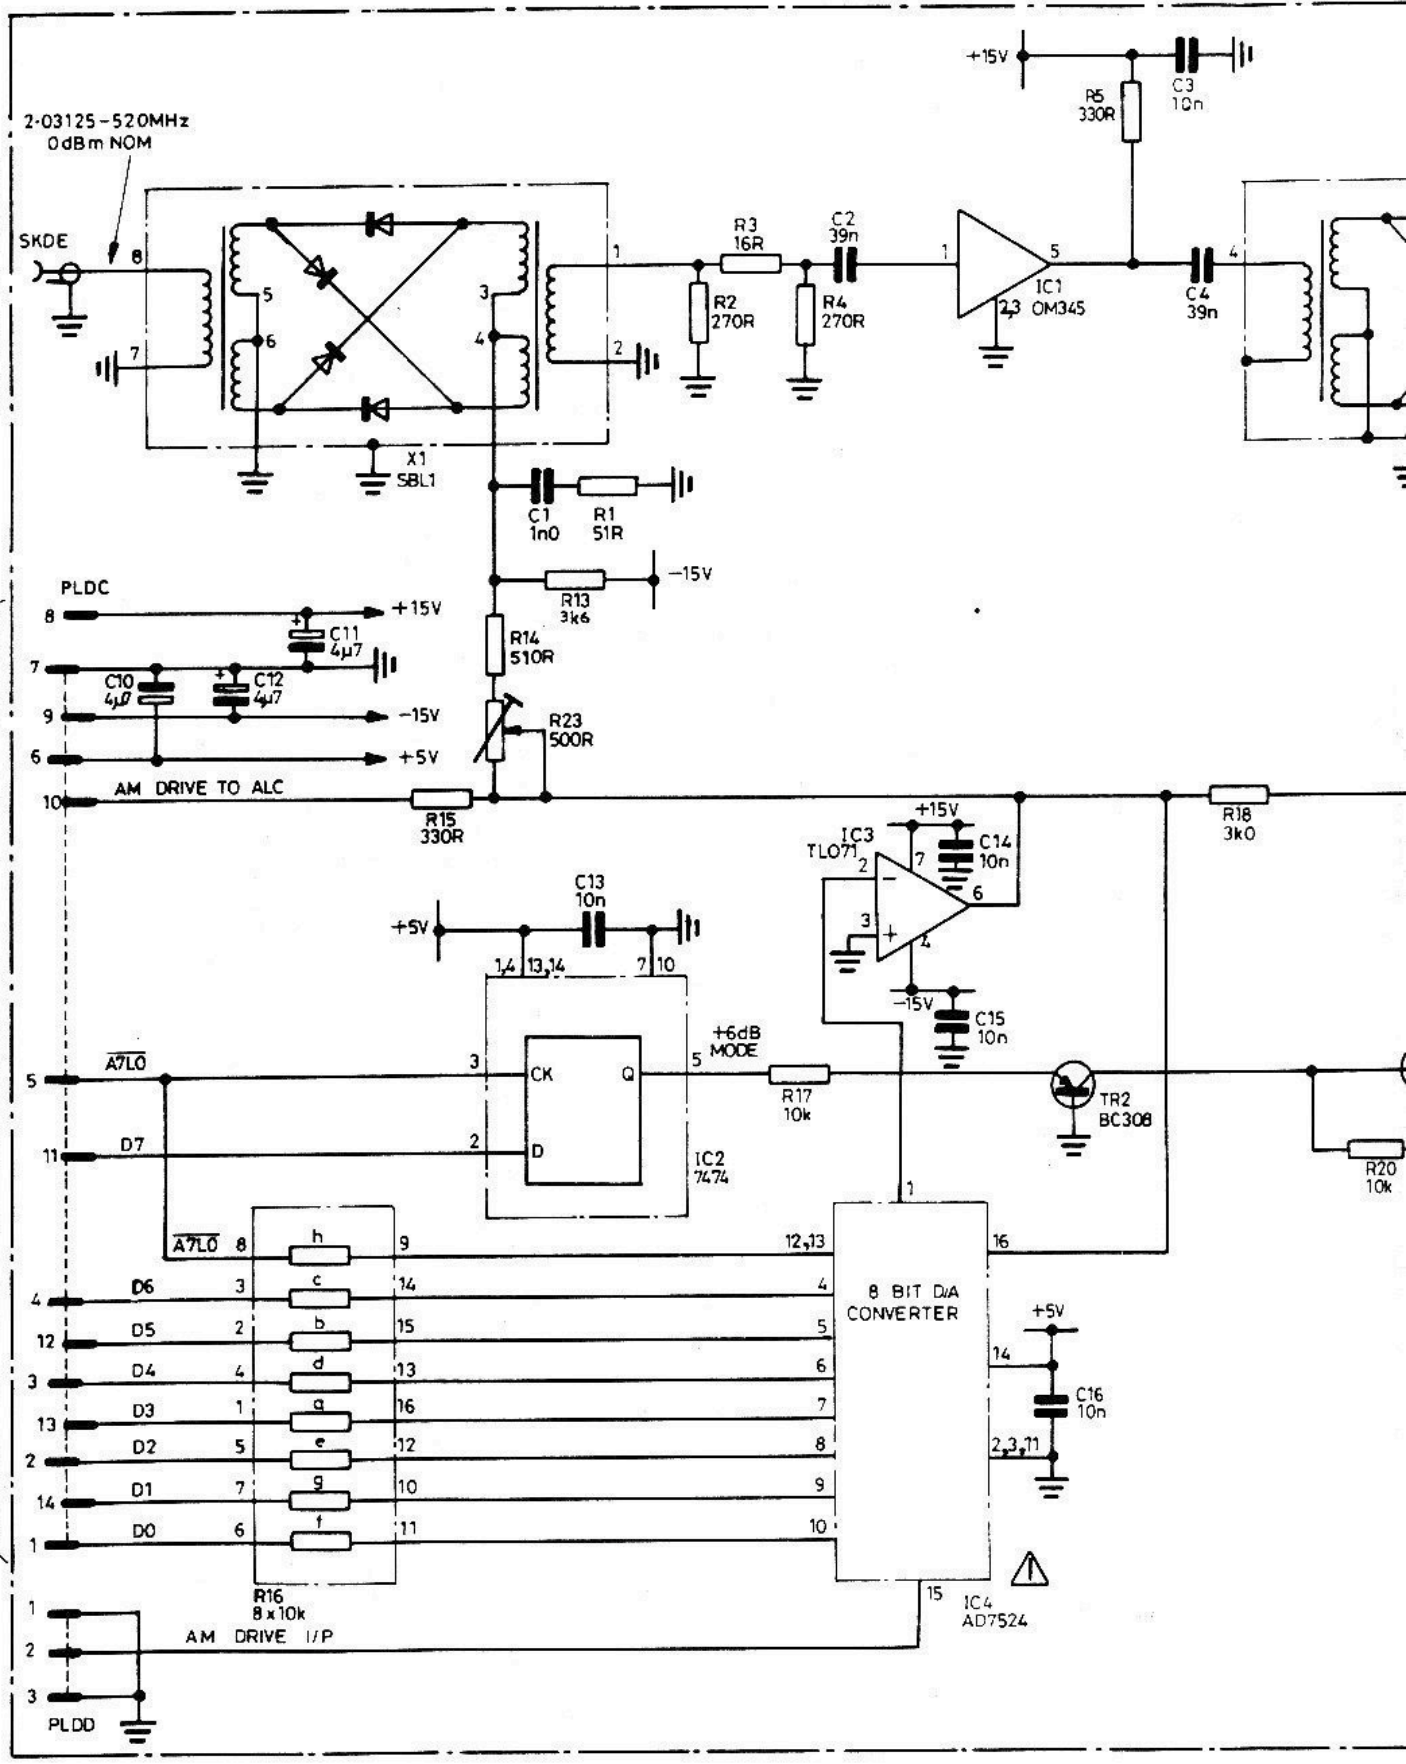 +15V
C3
10n
R5
330R
2·03125-520MHz
0dBm NOM
SKDE
8
7
5
6
3
4
1
2
X1
SBL1
R3
16R
R2
270R
R4
270R
C2
39n
1
5
2,3
IC1
OM345
C4
39n
4
C1
1n0
R1
51R
R13
3k6
-15V
PLDC
8
+15V
C11
4µ7
+
7
C10
4µ7
+
C12
4µ7
9
-15V
6
+5V
R14
510R
R23
500R
10
AM DRIVE TO ALC
R15
330R
R18
3k0
IC3
TL071
+15V
C14
10n
2
-
7
6
3
+
4
-15V
C15
10n
C13
10n
+5V
1,4
13,14
7
10
5
A7L0
3
CK
Q
5
+6dB
MODE
R17
10k
TR2
BC308
R20
10k
11
D7
2
D
IC2
7474
A7L0
8
h
9
12,13
1
16
8 BIT D/A
CONVERTER
4
D6
3
c
14
4
12
D5
2
b
15
5
3
D4
4
d
13
6
13
D3
1
a
16
7
2
D2
5
e
12
8
14
D1
7
g
10
9
1
D0
6
f
11
10
+5V
14
C16
10n
2,3,11
R16
8x10k
15
IC4
AD7524
1
AM DRIVE I/P
2
3
PLDD